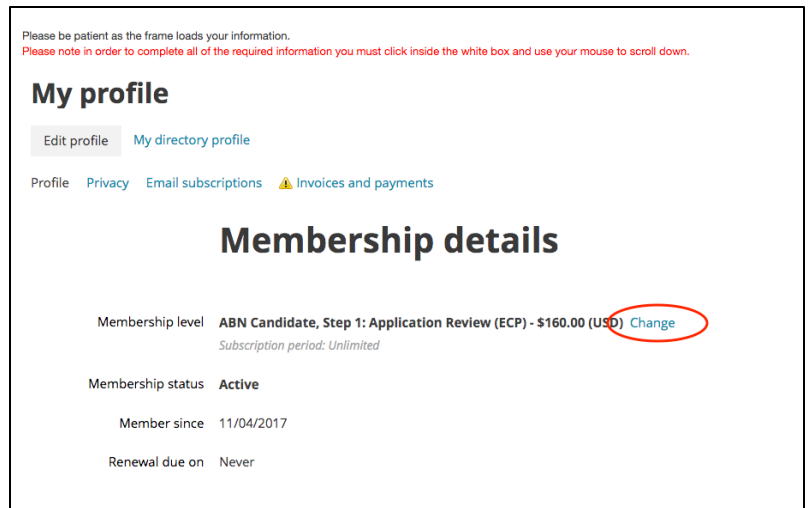 Please be patient as the frame loads your information.
Please note in order to complete all of the required information you must click inside the white box and use your mouse to scroll down.
My profile
Edit profile My directory profile
Profile Privacy Email subscriptions Invoices and payments
Membership details
Membership level ABN Candidate, Step 1: Application Review (ECP) - $160.00 (USD) Change
Subscription period: Unlimited
Membership status Active
Member since 11/04/2017
Renewal due on Never